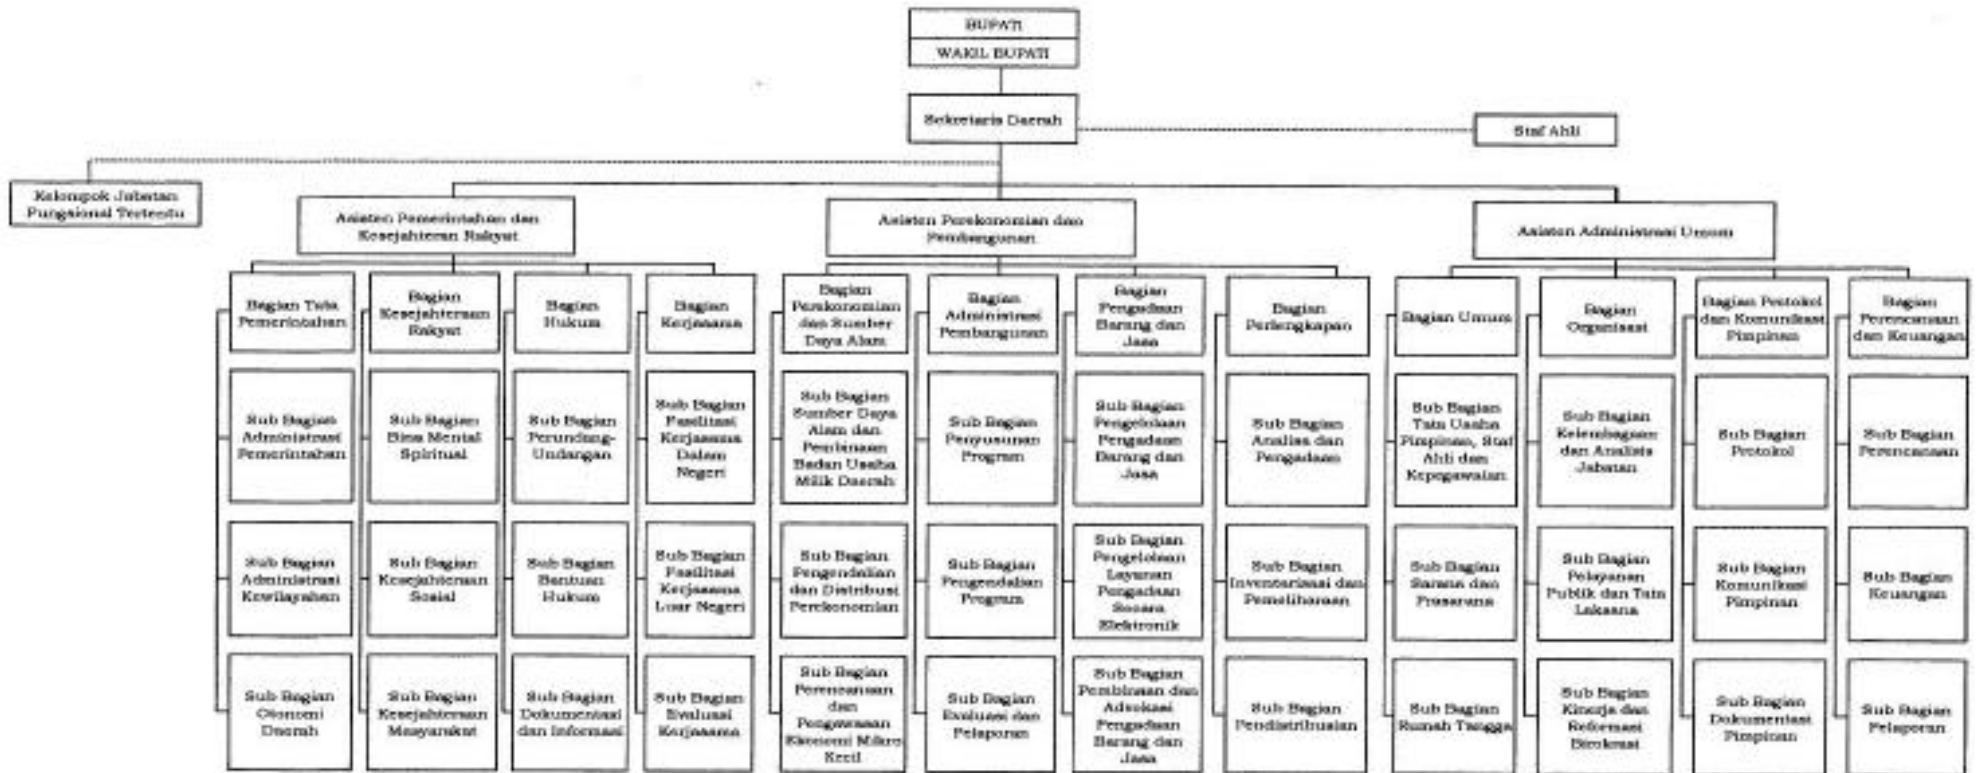 BUPATI
WAKIL BUPATI
Sekretaris Daerah
Staf Ahli
Kelompok Jabatan
Fungsional Tertentu
Asisten Pemerintahan dan
Kesejahteran Rakyat
Asisten Perekonomian dan
Pembangunan
Asisten Administrasi Umum
Bagian Tata
Pemerintahan
Bagian
Kesejahteraan
Rakyat
Bagian
Hukum
Bagian
Kerjasama
Bagian
Perekonomian
dan Sumber
Daya Alam
Bagian
Administrasi
Pembangunan
Bagian
Pengadaan
Barang dan
Jasa
Bagian
Perlengkapan
Bagian Umum
Bagian
Organisasi
Bagian Protokol
dan Komunikasi
Pimpinan
Bagian
Perencanaan
dan Keuangan
Sub Bagian
Administrasi
Pemerintahan
Sub Bagian
Bina Mental
Spiritual
Sub Bagian
Perundang-
Undangan
Sub Bagian
Fasilitasi
Kerjasama
Dalam
Negeri
Sub Bagian
Sumber Daya
Alam dan
Pembinaan
Badan Usaha
Milik Daerah
Sub Bagian
Penyusunan
Program
Sub Bagian
Pengelolaan
Pengadaan
Barang dan
Jasa
Sub Bagian
Analisa dan
Pengadaan
Sub Bagian
Tata Usaha
Pimpinan, Staf
Ahli dan
Kepegawaian
Sub Bagian
Kelembagaan
dan Analisis
Jabatan
Sub Bagian
Protokol
Sub Bagian
Perencanaan
Sub Bagian
Administrasi
Kewilayahan
Sub Bagian
Kesejahteraan
Sosial
Sub Bagian
Bantuan
Hukum
Sub Bagian
Fasilitasi
Kerjasama
Luar Negeri
Sub Bagian
Pengendalian
dan Distribusi
Perekonomian
Sub Bagian
Pengendalian
Program
Sub Bagian
Pengelolaan
Layanan
Pengadaan
Secara
Elektronik
Sub Bagian
Inventarisasi dan
Pemeliharaan
Sub Bagian
Sarana dan
Prasarana
Sub Bagian
Pelayanan
Publik dan Tata
Laksana
Sub Bagian
Komunikasi
Pimpinan
Sub Bagian
Keuangan
Sub Bagian
Otonomi
Daerah
Sub Bagian
Kesejahteraan
Masyarakat
Sub Bagian
Dokumentasi
dan Informasi
Sub Bagian
Evaluasi
Kerjasama
Sub Bagian
Perencanaan
dan
Pengawasan
Ekonomi Mikro
Kecil
Sub Bagian
Evaluasi dan
Pelaporan
Sub Bagian
Pembinaan dan
Advokasi
Pengadaan
Barang dan
Jasa
Sub Bagian
Pendistribusian
Sub Bagian
Rumah Tangga
Sub Bagian
Kinerja dan
Reformasi
Birokrasi
Sub Bagian
Dokumentasi
Pimpinan
Sub Bagian
Pelaporan